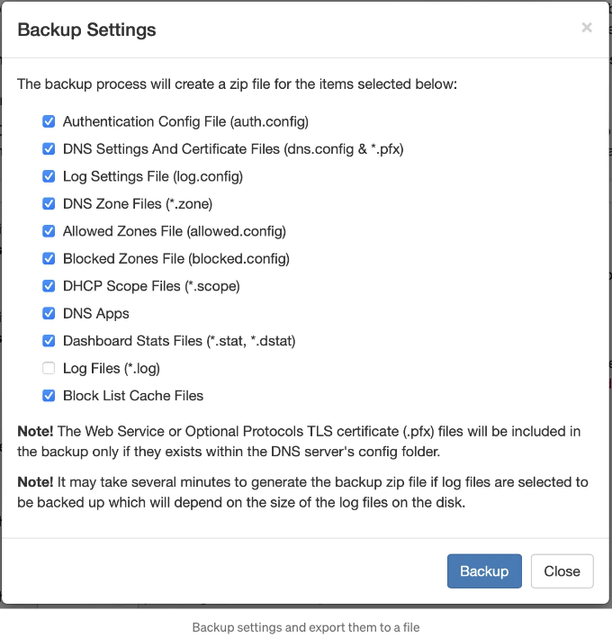 Backup Settings
×
The backup process will create a zip file for the items selected below:
Authentication Config File (auth.config)
DNS Settings And Certificate Files (dns.config & *.pfx)
Log Settings File (log.config)
DNS Zone Files (*.zone)
Allowed Zones File (allowed.config)
Blocked Zones File (blocked.config)
DHCP Scope Files (*.scope)
DNS Apps
Dashboard Stats Files (*.stat, *.dstat)
Log Files (*.log)
Block List Cache Files
Note! The Web Service or Optional Protocols TLS certificate (.pfx) files will be included in
the backup only if they exists within the DNS server's config folder.
Note! It may take several minutes to generate the backup zip file if log files are selected to
be backed up which will depend on the size of the log files on the disk.
Backup Close
Backup settings and export them to a file